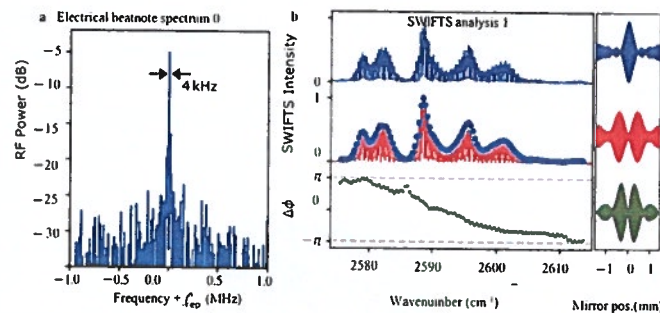 a Electrical beatnote spectrum 0
RF Power (dB)
−5
−10
−15
−20
−25
−30
4 kHz
−1.0 −0.5 0.0 0.5 1.0
Frequency + f_rep (MHz)
b SWIFTS analysis 1
SWIFTS Intensity
0
1
0
Δϕ
π
0
−π
2580 2590 2600 2610
Wavenuınber (cm⁻¹)
−1 0 1
Mirror pos.(mm)